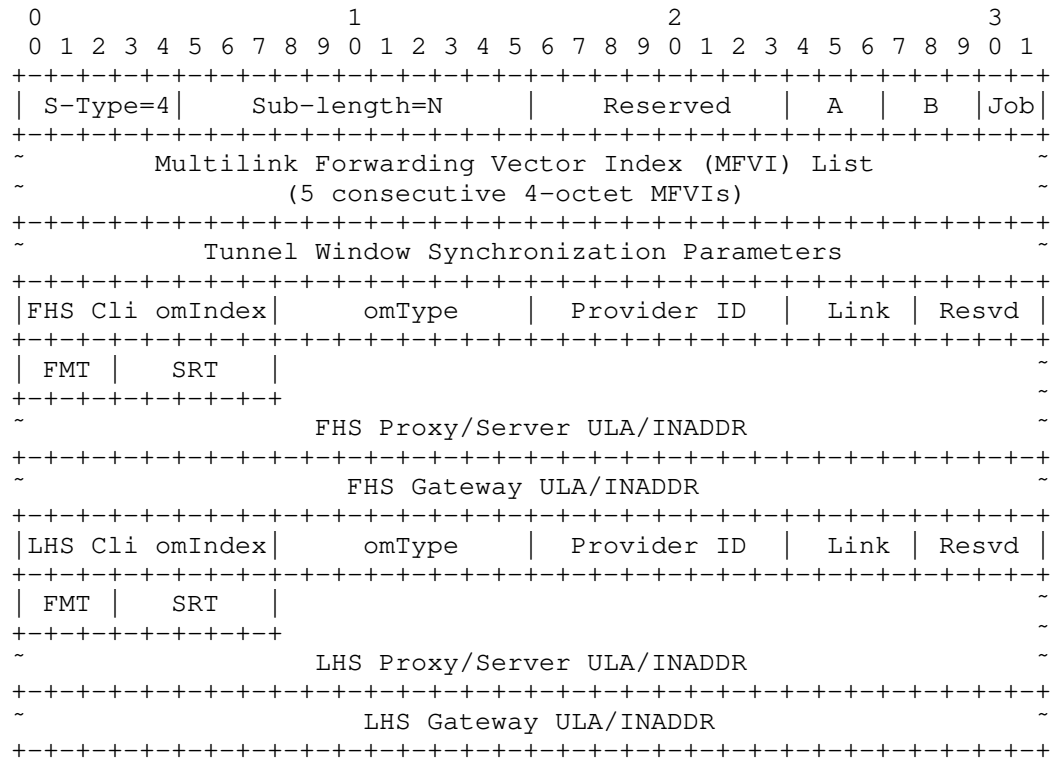 0                   1                   2                   3
 0 1 2 3 4 5 6 7 8 9 0 1 2 3 4 5 6 7 8 9 0 1 2 3 4 5 6 7 8 9 0 1
+-+-+-+-+-+-+-+-+-+-+-+-+-+-+-+-+-+-+-+-+-+-+-+-+-+-+-+-+-+-+-+-+
| S-Type=4|    Sub-length=N     |    Reserved   |  A  |  B  |Job|
+-+-+-+-+-+-+-+-+-+-+-+-+-+-+-+-+-+-+-+-+-+-+-+-+-+-+-+-+-+-+-+-+
~        Multilink Forwarding Vector Index (MFVI) List          ~
~                (5 consecutive 4-octet MFVIs)                  ~
+-+-+-+-+-+-+-+-+-+-+-+-+-+-+-+-+-+-+-+-+-+-+-+-+-+-+-+-+-+-+-+-+
~           Tunnel Window Synchronization Parameters            ~
+-+-+-+-+-+-+-+-+-+-+-+-+-+-+-+-+-+-+-+-+-+-+-+-+-+-+-+-+-+-+-+-+
|FHS Cli omIndex|     omType    |  Provider ID  |  Link | Resvd |
+-+-+-+-+-+-+-+-+-+-+-+-+-+-+-+-+-+-+-+-+-+-+-+-+-+-+-+-+-+-+-+-+
| FMT |   SRT   |                                               ~
+-+-+-+-+-+-+-+-+                                               ~
~                  FHS Proxy/Server ULA/INADDR                  ~
+-+-+-+-+-+-+-+-+-+-+-+-+-+-+-+-+-+-+-+-+-+-+-+-+-+-+-+-+-+-+-+-+
~                    FHS Gateway ULA/INADDR                     ~
+-+-+-+-+-+-+-+-+-+-+-+-+-+-+-+-+-+-+-+-+-+-+-+-+-+-+-+-+-+-+-+-+
|LHS Cli omIndex|     omType    |  Provider ID  |  Link | Resvd |
+-+-+-+-+-+-+-+-+-+-+-+-+-+-+-+-+-+-+-+-+-+-+-+-+-+-+-+-+-+-+-+-+
| FMT |   SRT   |                                               ~
+-+-+-+-+-+-+-+-+                                               ~
~                  LHS Proxy/Server ULA/INADDR                  ~
+-+-+-+-+-+-+-+-+-+-+-+-+-+-+-+-+-+-+-+-+-+-+-+-+-+-+-+-+-+-+-+-+
~                     LHS Gateway ULA/INADDR                    ~
+-+-+-+-+-+-+-+-+-+-+-+-+-+-+-+-+-+-+-+-+-+-+-+-+-+-+-+-+-+-+-+-+